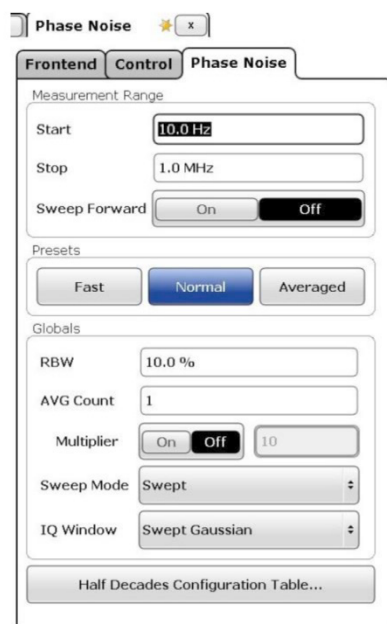 Phase Noise x
Frontend Control Phase Noise
Measurement Range
Start 10.0 Hz
Stop 1.0 MHz
Sweep Forward On Off
Presets
Fast Normal Averaged
Globals
RBW 10.0 %
AVG Count 1
Multiplier On Off 10
Sweep Mode Swept
IQ Window Swept Gaussian
Half Decades Configuration Table...